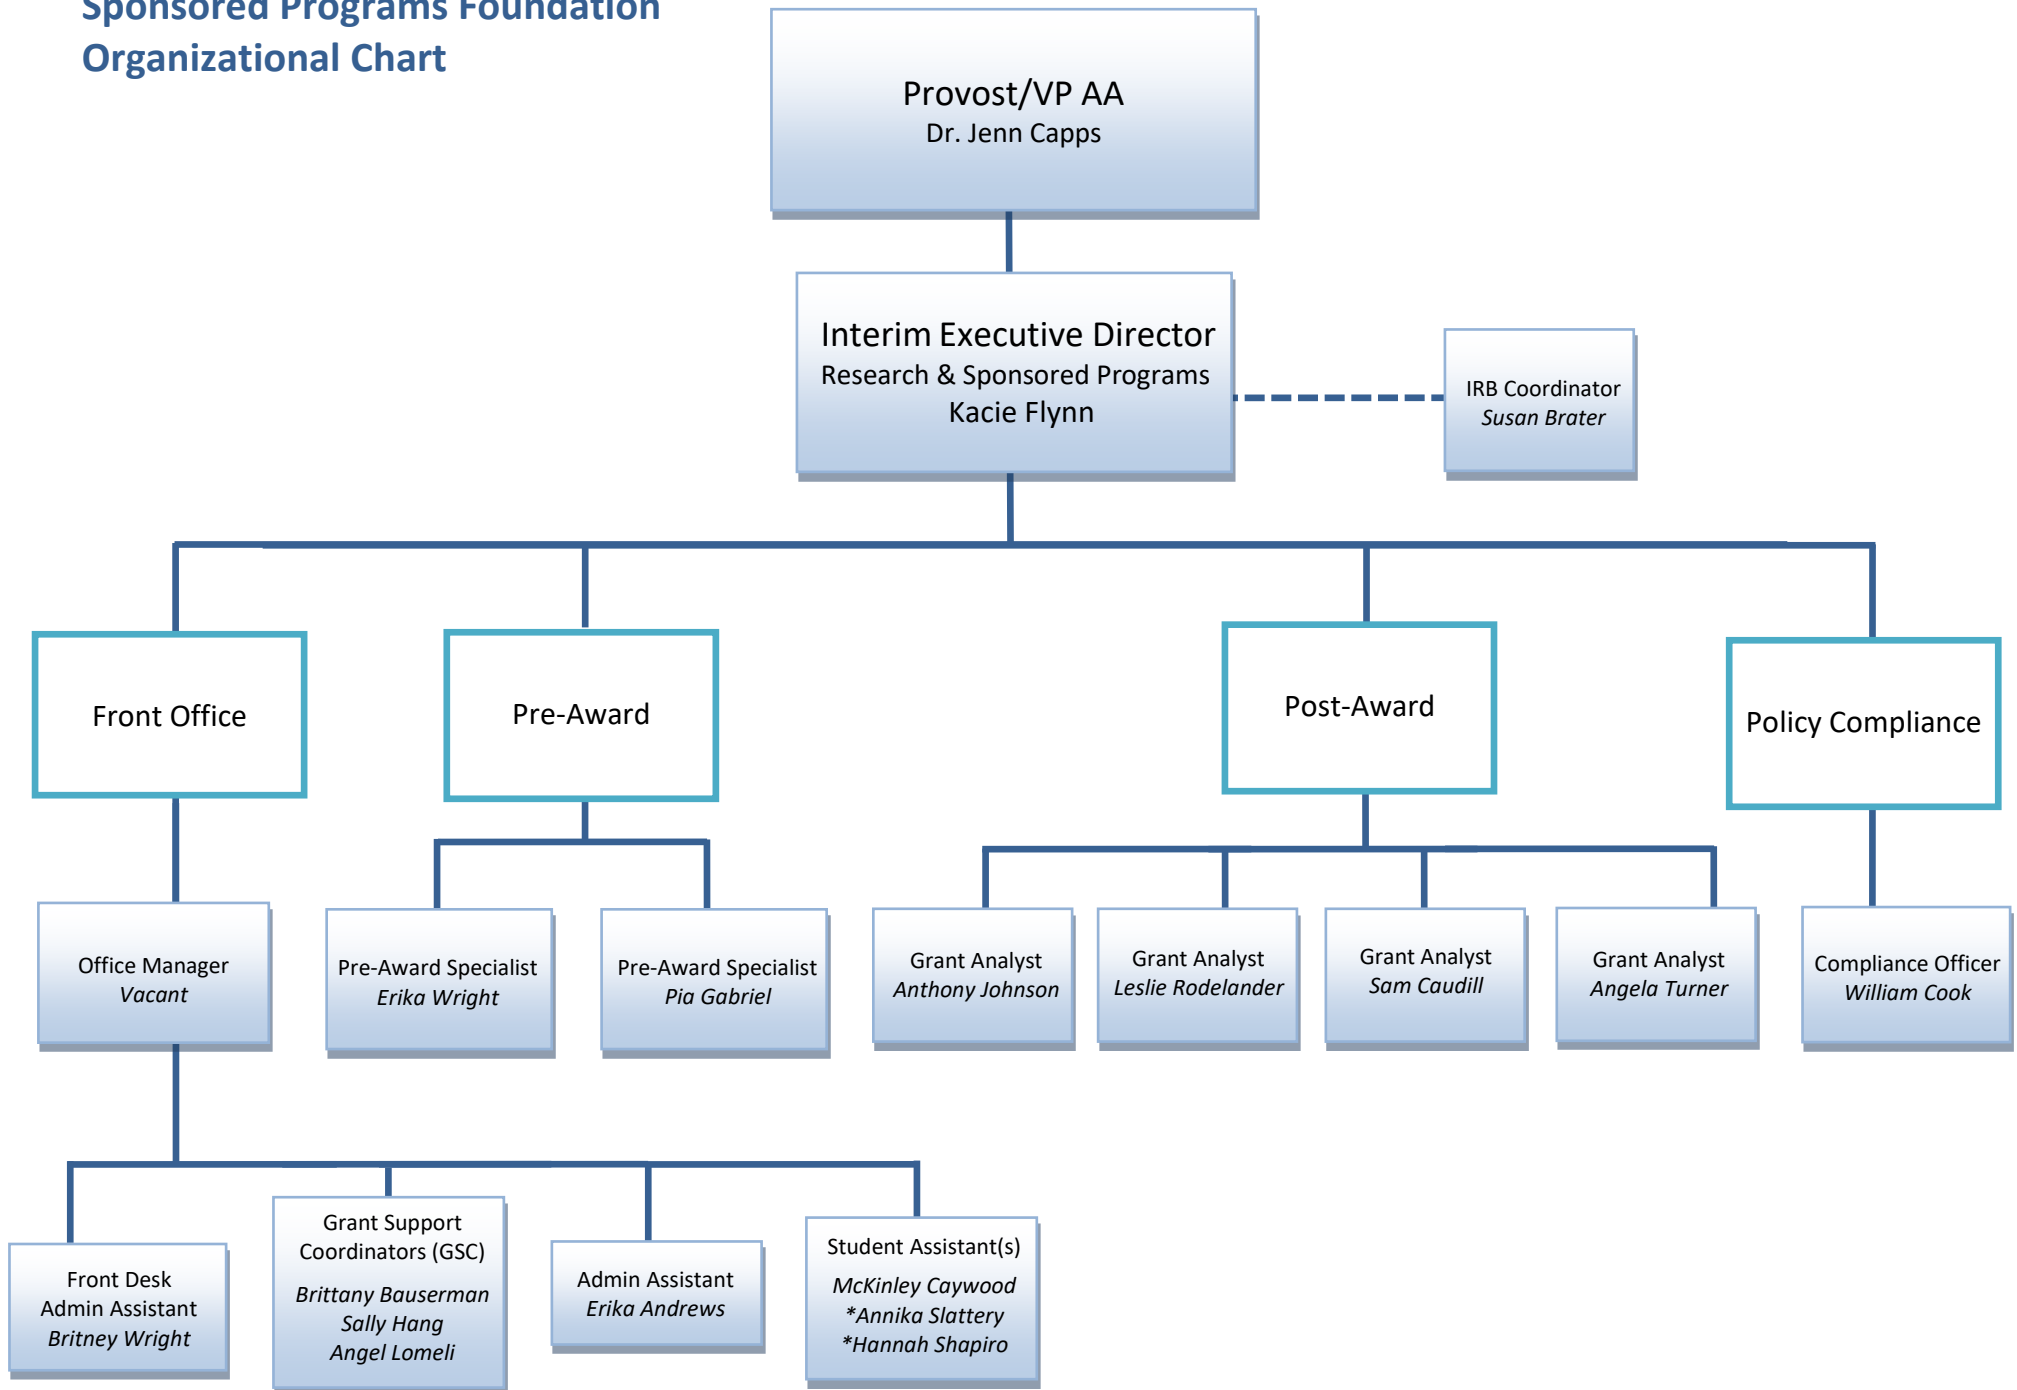 Sponsored Programs Foundation
Organizational Chart
Provost/VP AA
Dr. Jenn Capps
Interim Executive Director
Research & Sponsored Programs
Kacie Flynn
IRB Coordinator
Susan Brater
Front Office
Pre-Award
Post-Award
Policy Compliance
Office Manager
Vacant
Pre-Award Specialist
Erika Wright
Pre-Award Specialist
Pia Gabriel
Grant Analyst
Anthony Johnson
Grant Analyst
Leslie Rodelander
Grant Analyst
Sam Caudill
Grant Analyst
Angela Turner
Compliance Officer
William Cook
Front Desk
Admin Assistant
Britney Wright
Grant Support
Coordinators (GSC)
Brittany Bauserman
Sally Hang
Angel Lomeli
Admin Assistant
Erika Andrews
Student Assistant(s)
McKinley Caywood
*Annika Slattery
*Hannah Shapiro